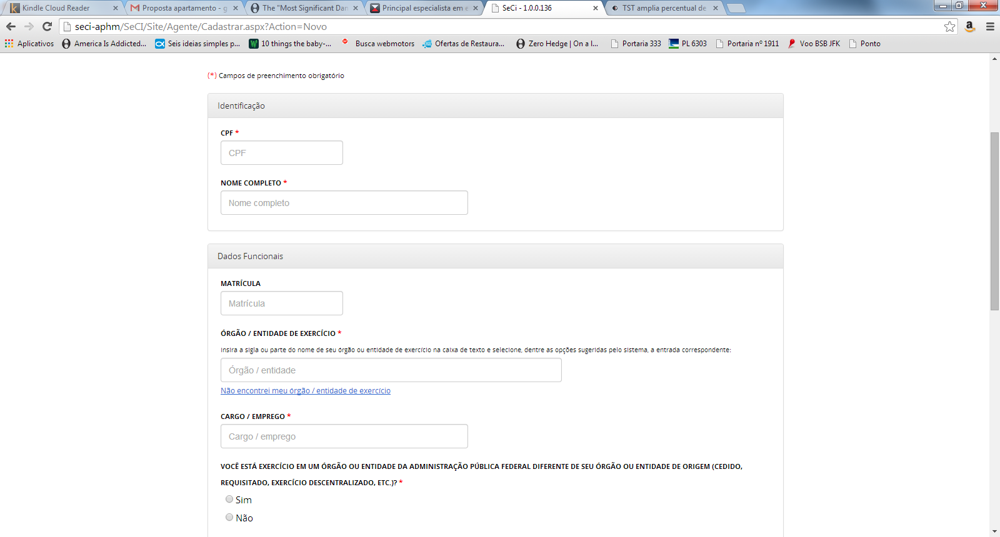 Kindle Cloud Reader
Proposta apartamento - g
The "Most Significant Dan
Principal especialista em e
SeCi - 1.0.0.136
TST amplia percentual de
seci-aphm/SeCI/Site/Agente/Cadastrar.aspx?Action=Novo
Aplicativos
America Is Addicted...
Seis ideias simples p...
10 things the baby-...
Busca webmotors
Ofertas de Restaura...
Zero Hedge | On a l...
Portaria 333
PL 6303
Portaria nº 1911
Voo BSB JFK
Ponto
(*) Campos de preenchimento obrigatório
Identificação
CPF *
CPF
NOME COMPLETO *
Nome completo
Dados Funcionais
MATRÍCULA
Matrícula
ÓRGÃO / ENTIDADE DE EXERCÍCIO *
Insira a sigla ou parte do nome de seu órgão ou entidade de exercício na caixa de texto e selecione, dentre as opções sugeridas pelo sistema, a entrada correspondente:
Órgão / entidade
Não encontrei meu órgão / entidade de exercício
CARGO / EMPREGO *
Cargo / emprego
VOCÊ ESTÁ EXERCÍCIO EM UM ÓRGÃO OU ENTIDADE DA ADMINISTRAÇÃO PÚBLICA FEDERAL DIFERENTE DE SEU ÓRGÃO OU ENTIDADE DE ORIGEM (CEDIDO,
REQUISITADO, EXERCÍCIO DESCENTRALIZADO, ETC.)? *
Sim
Não